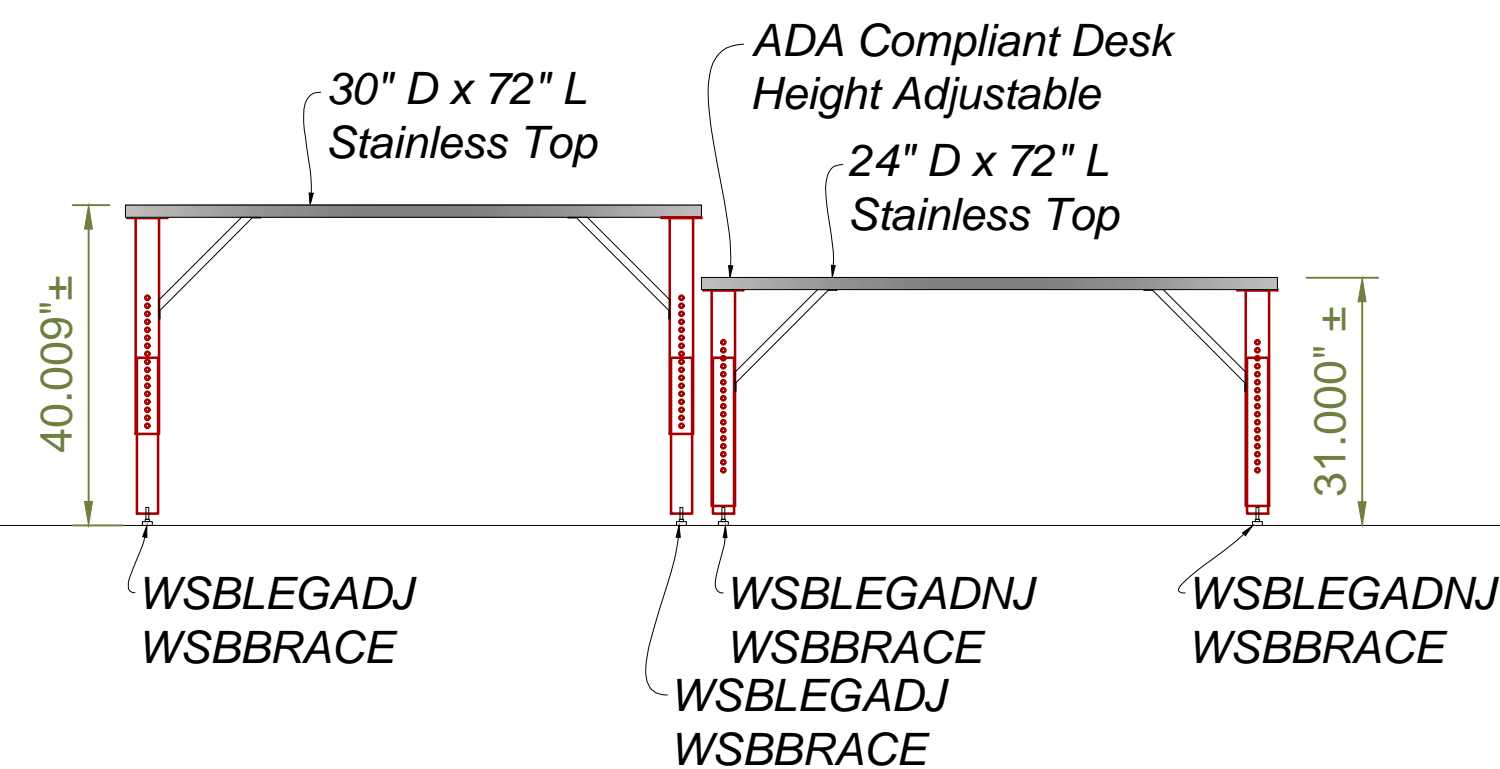 ADA Compliant Desk
Height Adjustable
30" D x 72" L
Stainless Top
24" D x 72" L
Stainless Top
40.009"±
31.000" ±
WSBLEGADJ
WSBBRACE
WSBLEGADNJ
WSBBRACE
WSBLEGADNJ
WSBBRACE
WSBLEGADJ
WSBBRACE